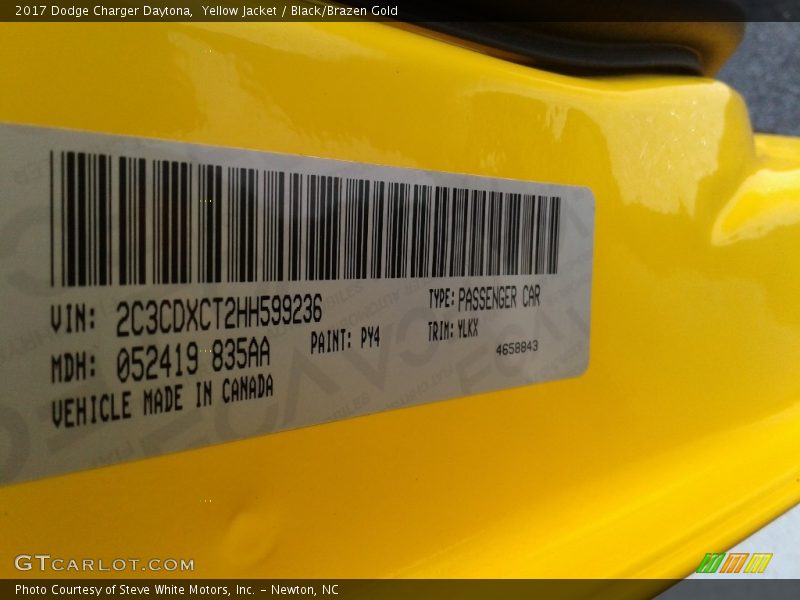 2017 Dodge Charger Daytona, Yellow Jacket / Black/Brazen Gold
VIN: 2C3CDXCT2HH599236
TYPE: PASSENGER CAR
MDH: 052419 835AA
PAINT: PY4
TRIM: YLKX
4658843
VEHICLE MADE IN CANADA
GTCARLOT.COM
Photo Courtesy of Steve White Motors, Inc. – Newton, NC